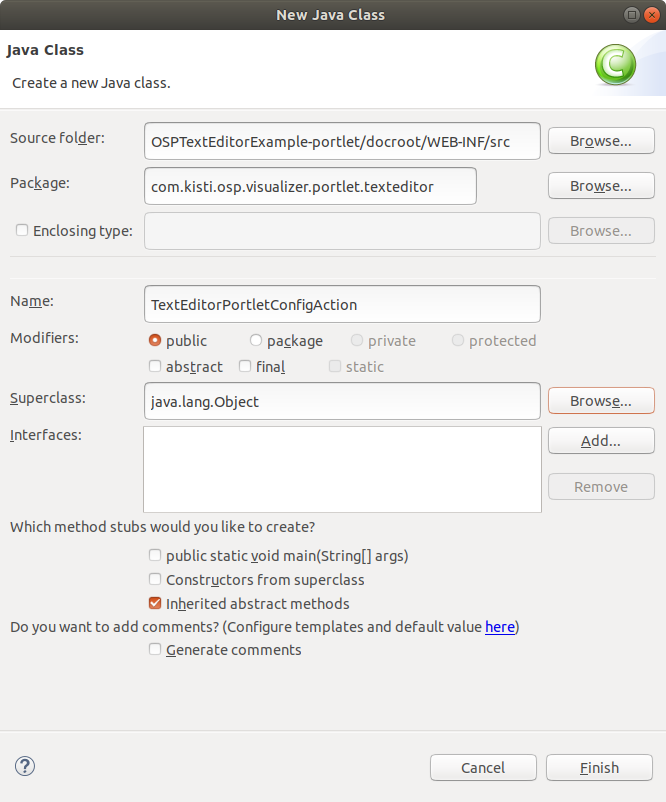 New Java Class
Java Class
Create a new Java class.
C
Source folder: OSPTextEditorExample-portlet/docroot/WEB-INF/src Browse...
Package: com.kisti.osp.visualizer.portlet.texteditor Browse...
Enclosing type: Browse...
Name: TextEditorPortletConfigAction
Modifiers: public package private protected
abstract final static
Superclass: java.lang.Object Browse...
Interfaces: Add...
Remove
Which method stubs would you like to create?
public static void main(String[] args)
Constructors from superclass
Inherited abstract methods
Do you want to add comments? (Configure templates and default value here)
Generate comments
? Cancel Finish